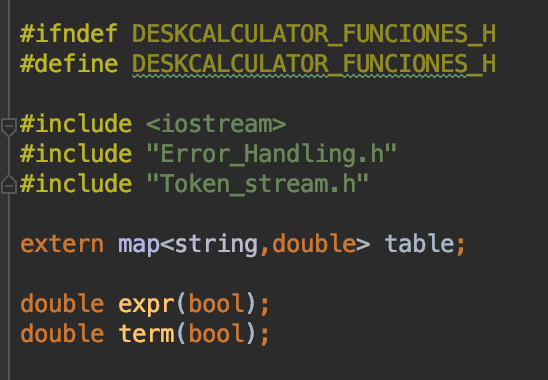 #ifndef DESKCALCULATOR_FUNCIONES_H
#define DESKCALCULATOR_FUNCIONES_H
#include <iostream>
#include "Error_Handling.h"
#include "Token_stream.h"
extern map<string,double> table;
double expr(bool);
double term(bool);